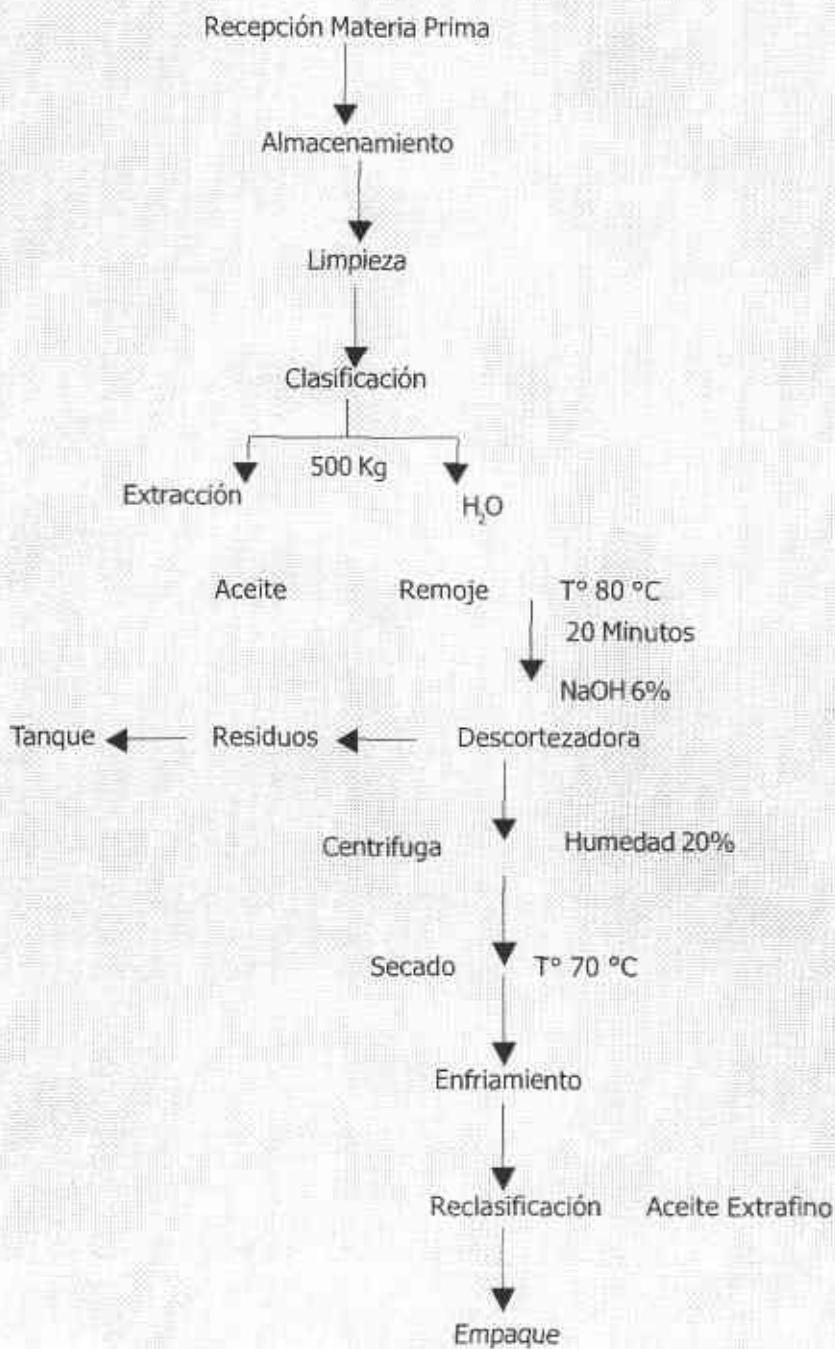 Recepción Materia Prima
Almacenamiento
Limpieza
Clasificación
500 Kg
Extracción
H₂O
Aceite Remoje T° 80 °C
20 Minutos
NaOH 6%
Tanque Residuos Descortezadora
Centrifuga Humedad 20%
Secado T° 70 °C
Enfriamiento
Reclasificación Aceite Extrafino
Empaque